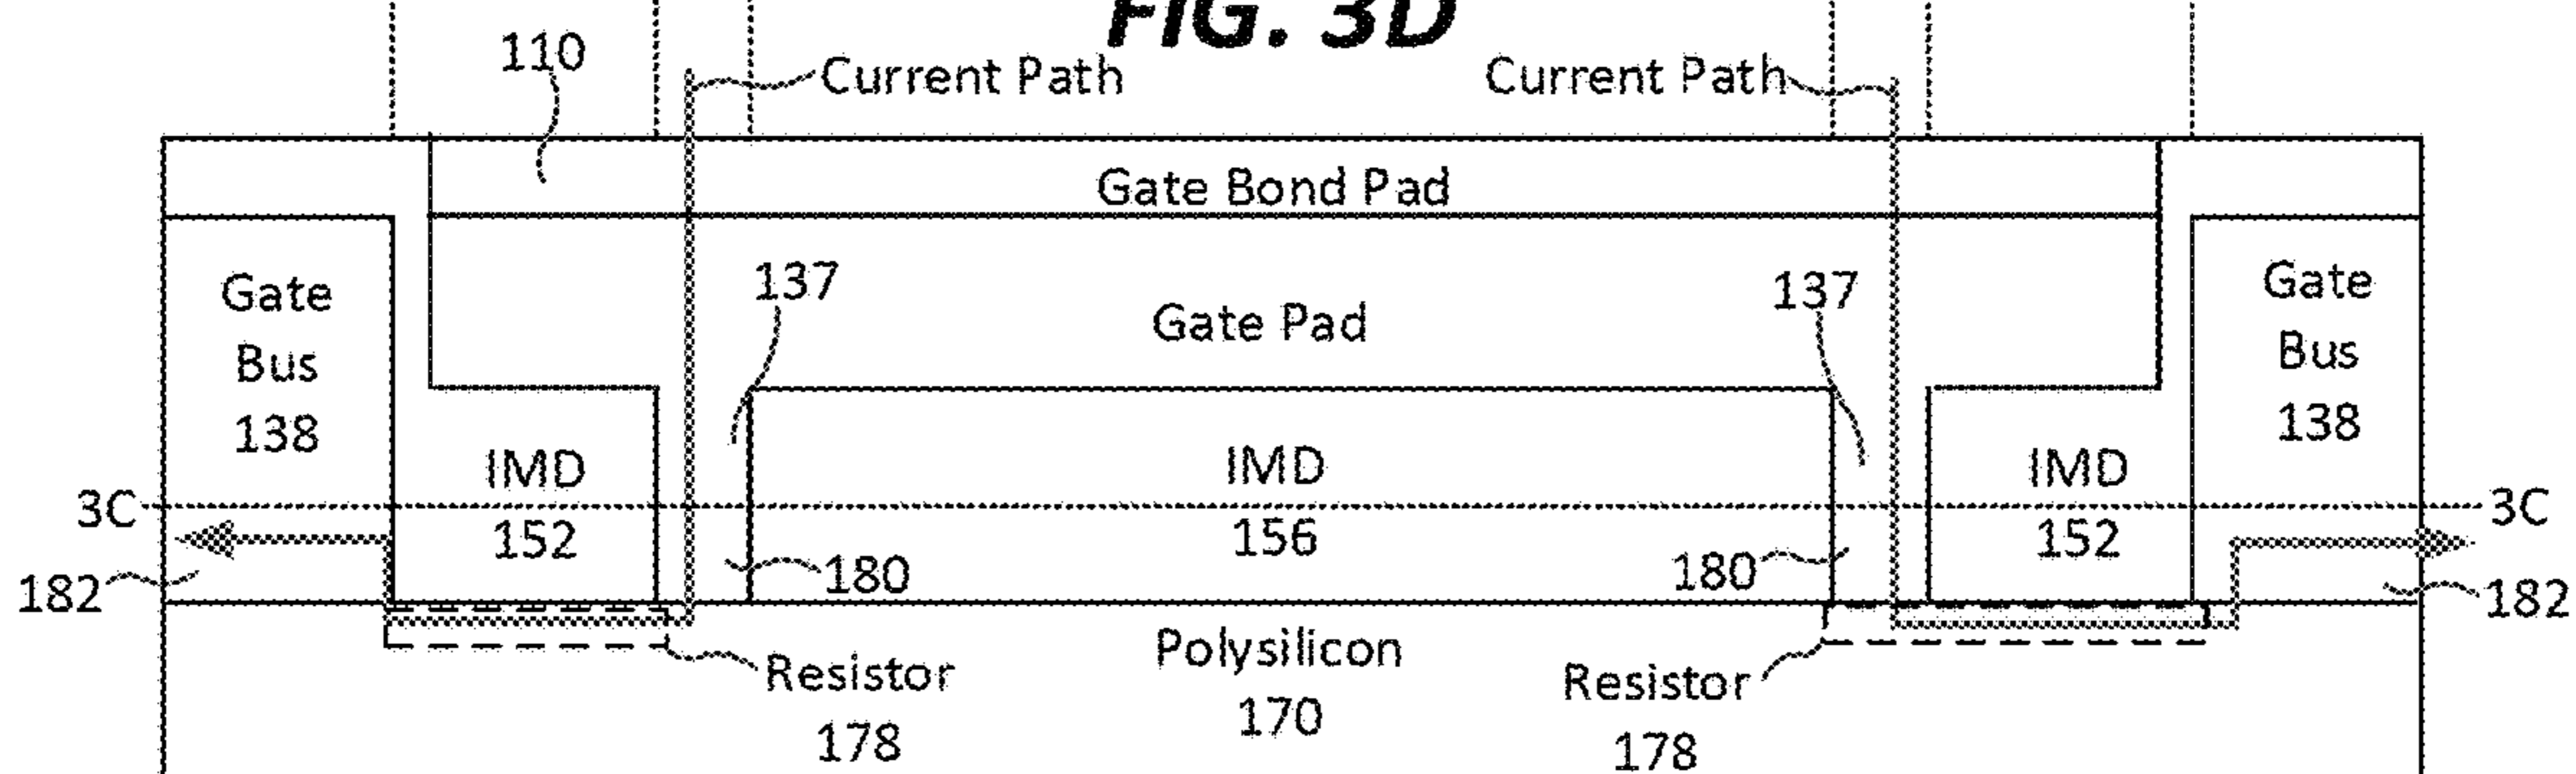 FIG. 3D
110
Current Path
Current Path
Gate Bond Pad
Gate
Bus
138
137
Gate Pad
137
Gate
Bus
138
IMD
152
IMD
156
IMD
152
3C
3C
182
180
180
182
Resistor
178
Polysilicon
170
Resistor
178